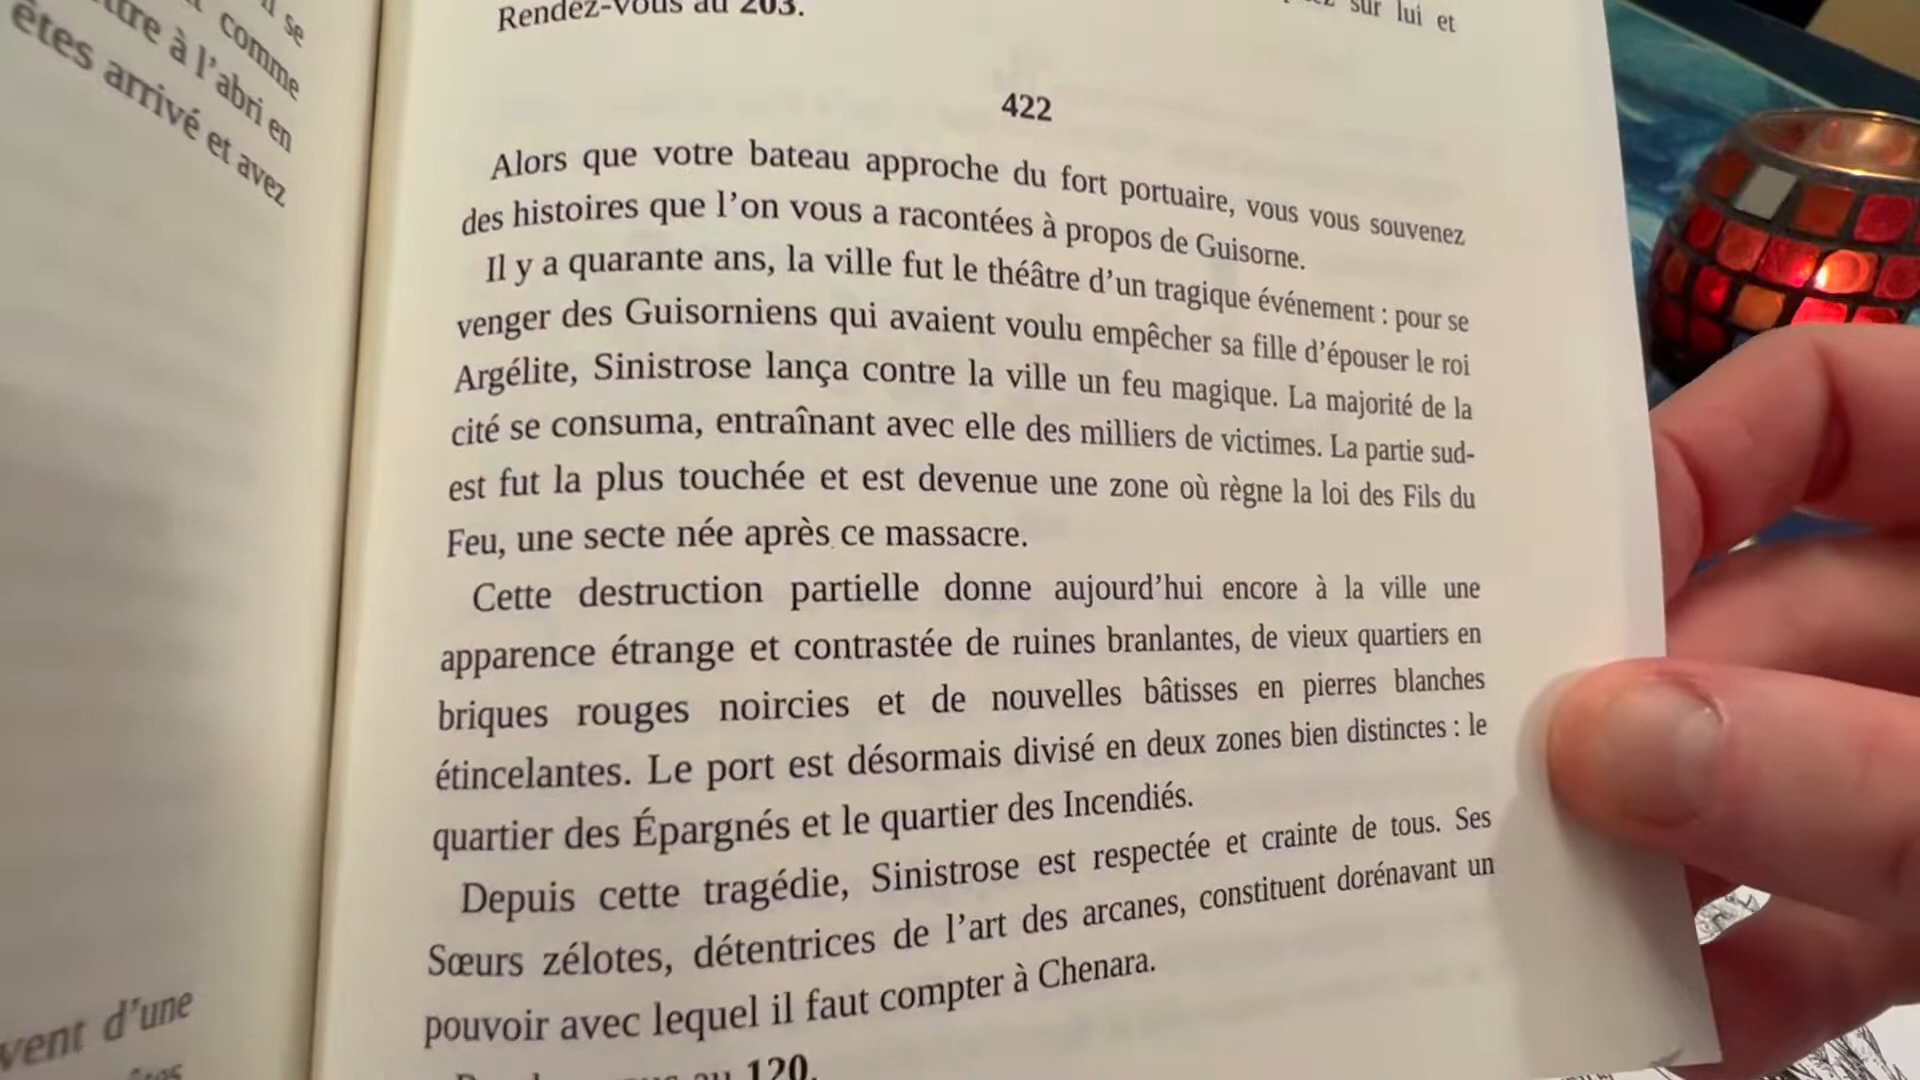 se
comme
à l'abri en
êtes arrivé et avez
vent d'une
Rendez-vous au 203.
sur lui et
422
Alors que votre bateau approche du fort portuaire, vous vous souvenez
des histoires que l'on vous a racontées à propos de Guisorne.
Il y a quarante ans, la ville fut le théâtre d'un tragique événement : pour se
venger des Guisorniens qui avaient voulu empêcher sa fille d'épouser le roi
Argélite, Sinistrose lança contre la ville un feu magique. La majorité de la
cité se consuma, entraînant avec elle des milliers de victimes. La partie sud-
est fut la plus touchée et est devenue une zone où règne la loi des Fils du
Feu, une secte née après ce massacre.
Cette destruction partielle donne aujourd'hui encore à la ville une
apparence étrange et contrastée de ruines branlantes, de vieux quartiers en
briques rouges noircies et de nouvelles bâtisses en pierres blanches
étincelantes. Le port est désormais divisé en deux zones bien distinctes : le
quartier des Épargnés et le quartier des Incendiés.
Depuis cette tragédie, Sinistrose est respectée et crainte de tous. Ses
Sœurs zélotes, détentrices de l'art des arcanes, constituent dorénavant un
pouvoir avec lequel il faut compter à Chenara.
au 120.